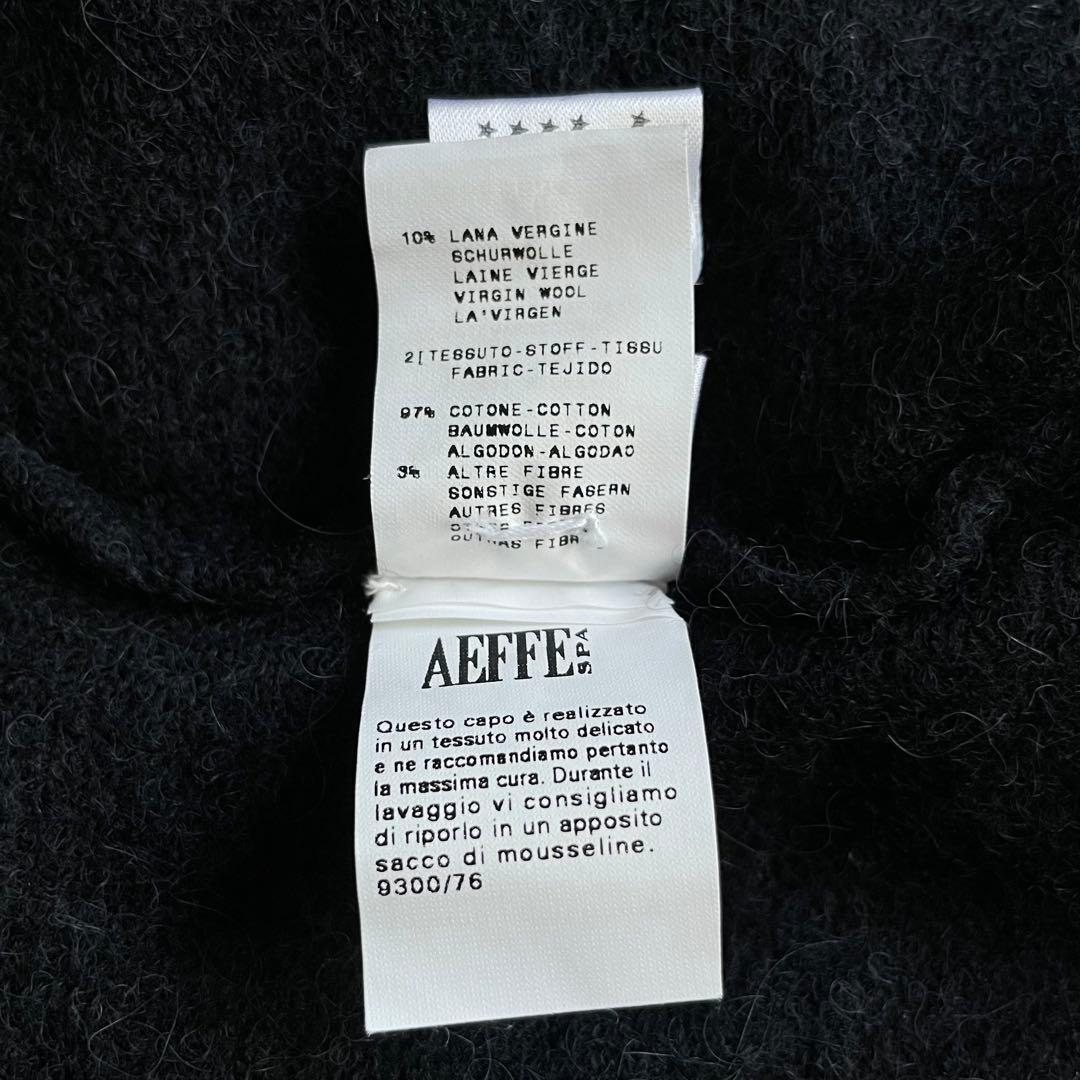 10% LANA VERGINE
SCHURWOLLE
LAINE VIERGE
VIRGIN WOOL
LA'VIRGEN
2[TESSUTO-STOFF-TISSU
FABRIC-TEJIDO
97% COTONE-COTTON
BAUMWOLLE-COTON
ALGODON-ALGODAO
3% ALTRE FIBRE
SONSTIGE FASERN
AUTRES FIBRES
AEFFE SPA
Questo capo è realizzato
in un tessuto molto delicato
e ne raccomandiamo pertanto
la massima cura. Durante il
lavaggio vi consigliamo
di riporlo in un apposito
sacco di mousseline.
9300/76